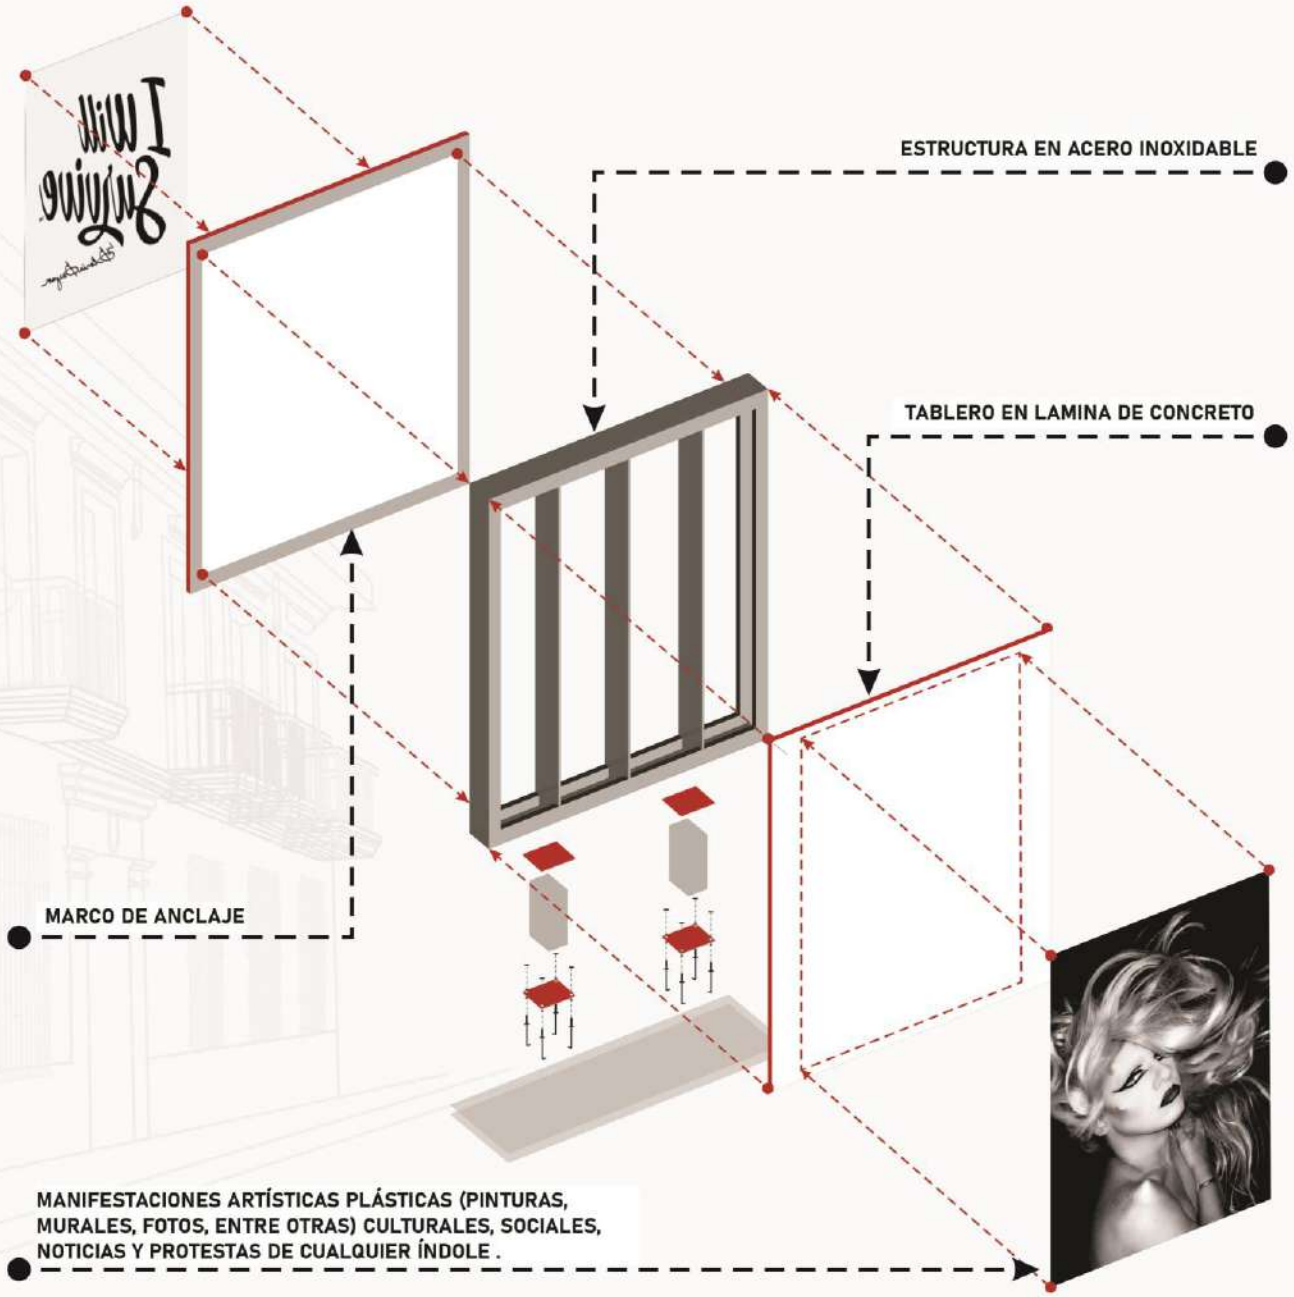 I Will
Survive
ESTRUCTURA EN ACERO INOXIDABLE
TABLERO EN LAMINA DE CONCRETO
MARCO DE ANCLAJE
MANIFESTACIONES ARTÍSTICAS PLÁSTICAS (PINTURAS,
MURALES, FOTOS, ENTRE OTRAS) CULTURALES, SOCIALES,
NOTICIAS Y PROTESTAS DE CUALQUIER ÍNDOLE .